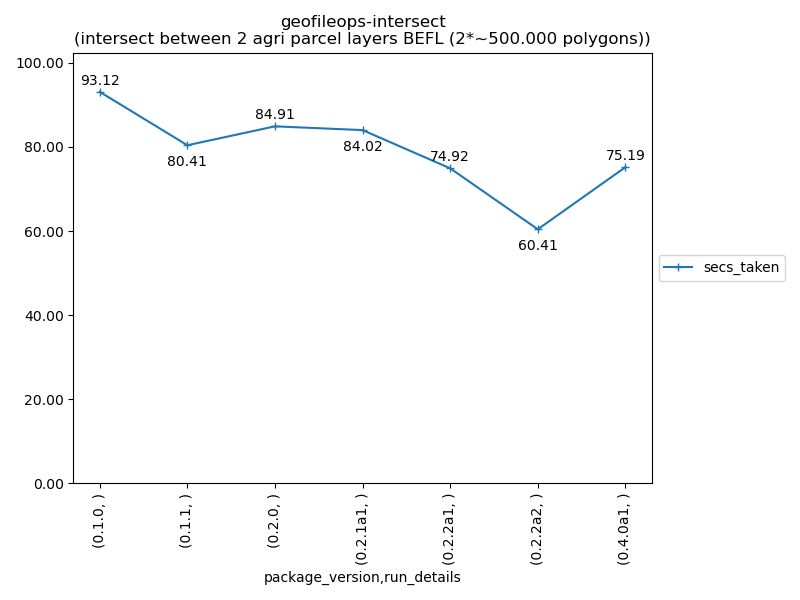 geofileops-intersect
(intersect between 2 agri parcel layers BEFL (2*~500.000 polygons))
100.00
80.00
60.00
40.00
20.00
0.00
93.12
80.41
84.91
84.02
74.92
60.41
75.19
secs_taken
(0.1.0, )
(0.1.1, )
(0.2.0, )
(0.2.1a1, )
(0.2.2a1, )
(0.2.2a2, )
(0.4.0a1, )
package_version,run_details